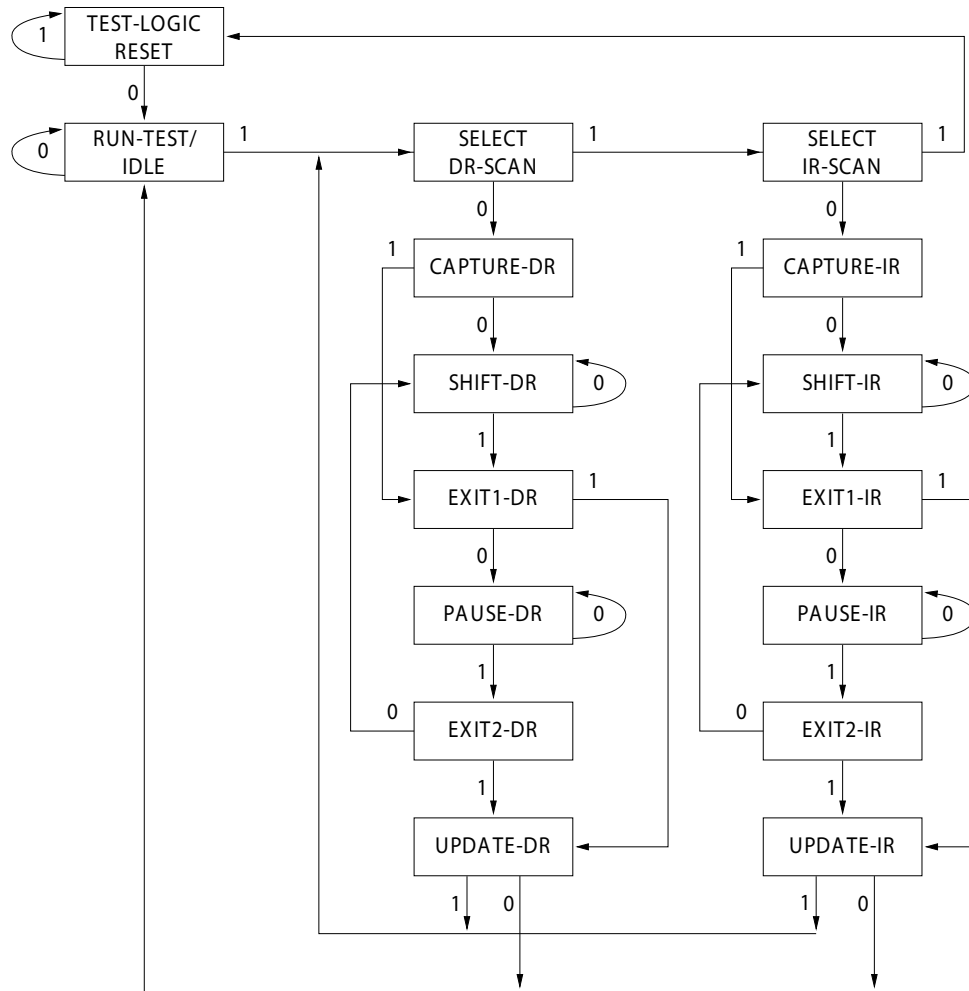 1
TEST-LOGIC
RESET
0
0
RUN-TEST/
IDLE
1
SELECT
DR-SCAN
1
SELECT
IR-SCAN
1
0
0
1
CAPTURE-DR
1
CAPTURE-IR
0
0
SHIFT-DR
0
SHIFT-IR
0
1
1
EXIT1-DR
1
EXIT1-IR
1
0
0
PAUSE-DR
0
PAUSE-IR
0
1
1
0
EXIT2-DR
0
EXIT2-IR
1
1
UPDATE-DR
UPDATE-IR
1
0
1
0